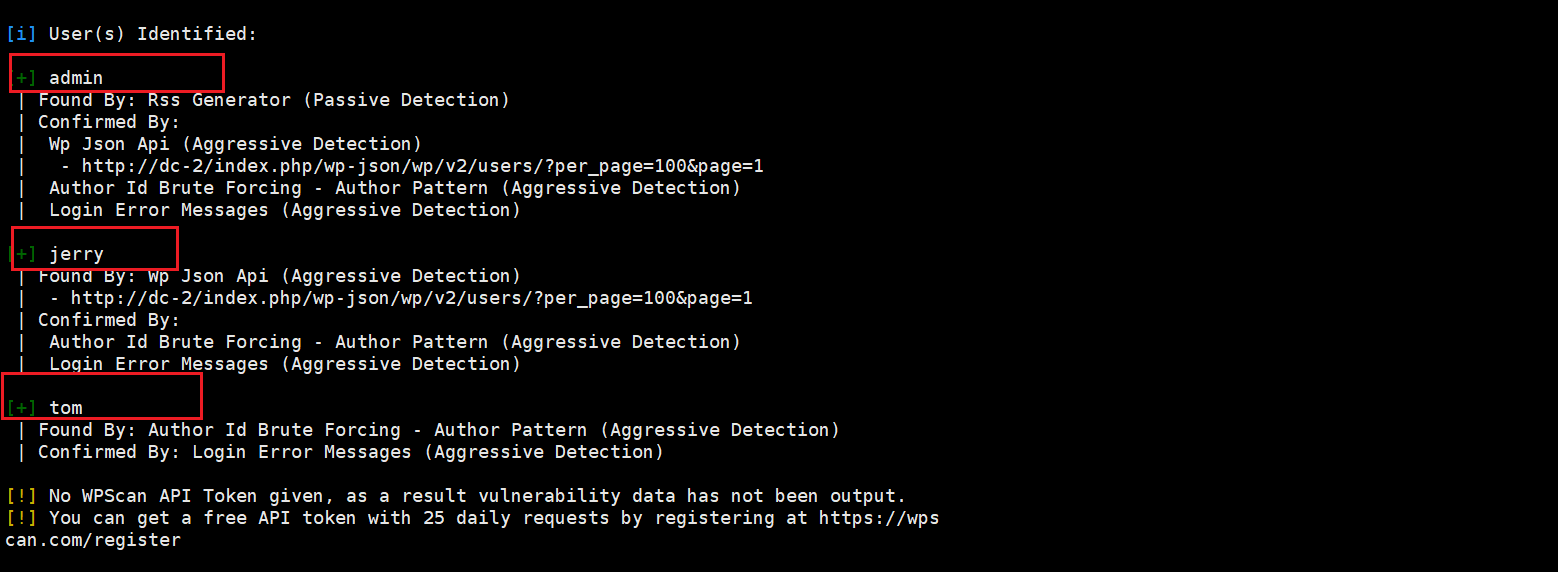 [i] User(s) Identified:
[+] admin
| Found By: Rss Generator (Passive Detection)
| Confirmed By:
|  Wp Json Api (Aggressive Detection)
|   - http://dc-2/index.php/wp-json/wp/v2/users/?per_page=100&page=1
|  Author Id Brute Forcing - Author Pattern (Aggressive Detection)
|  Login Error Messages (Aggressive Detection)
[+] jerry
| Found By: Wp Json Api (Aggressive Detection)
|  - http://dc-2/index.php/wp-json/wp/v2/users/?per_page=100&page=1
| Confirmed By:
|  Author Id Brute Forcing - Author Pattern (Aggressive Detection)
|  Login Error Messages (Aggressive Detection)
[+] tom
| Found By: Author Id Brute Forcing - Author Pattern (Aggressive Detection)
| Confirmed By: Login Error Messages (Aggressive Detection)
[!] No WPScan API Token given, as a result vulnerability data has not been output.
[!] You can get a free API token with 25 daily requests by registering at https://wps
can.com/register